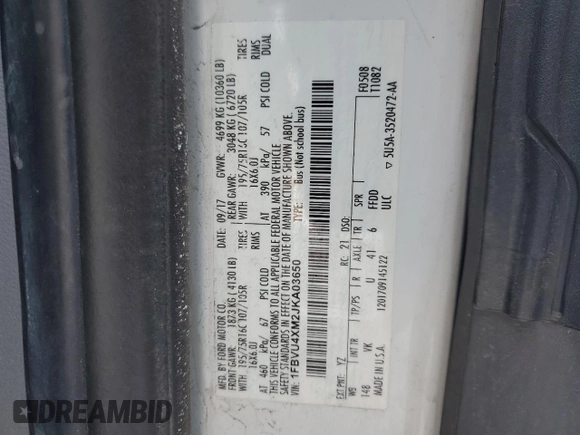 MFD. BY FORD MOTOR CO.
DATE: 09/17 GVWR: 4699 KG (10360 LB)
FRONT GAWR: 1873 KG (4130 LB) REAR GAWR: 3048 KG (6720 LB)
WITH 195/75R16C 107/105R TIRES WITH 195/75R16C 107/105R TIRES
16X6.0J RIMS 16X6.0J RIMS
AT 460 kPa/ 67 PSI COLD AT 390 kPa/ 57 PSI COLD DUAL
THIS VEHICLE CONFORMS TO ALL APPLICABLE FEDERAL MOTOR VEHICLE
SAFETY STANDARDS IN EFFECT ON THE DATE OF MANUFACTURE SHOWN ABOVE.
VIN: 1FBVU4XM2JKA03650 TYPE: Bus (Not school bus)
F0508
T1082
EXT PNT: YZ RC: 21 DSO:
WB INT TR TP/PS R AXLE TR SPR
148 VK U 41 6 FFDD
MADE IN U.S.A. ULC
1201709145122
▽ 5U5A-3520472-AA
DREAMBID